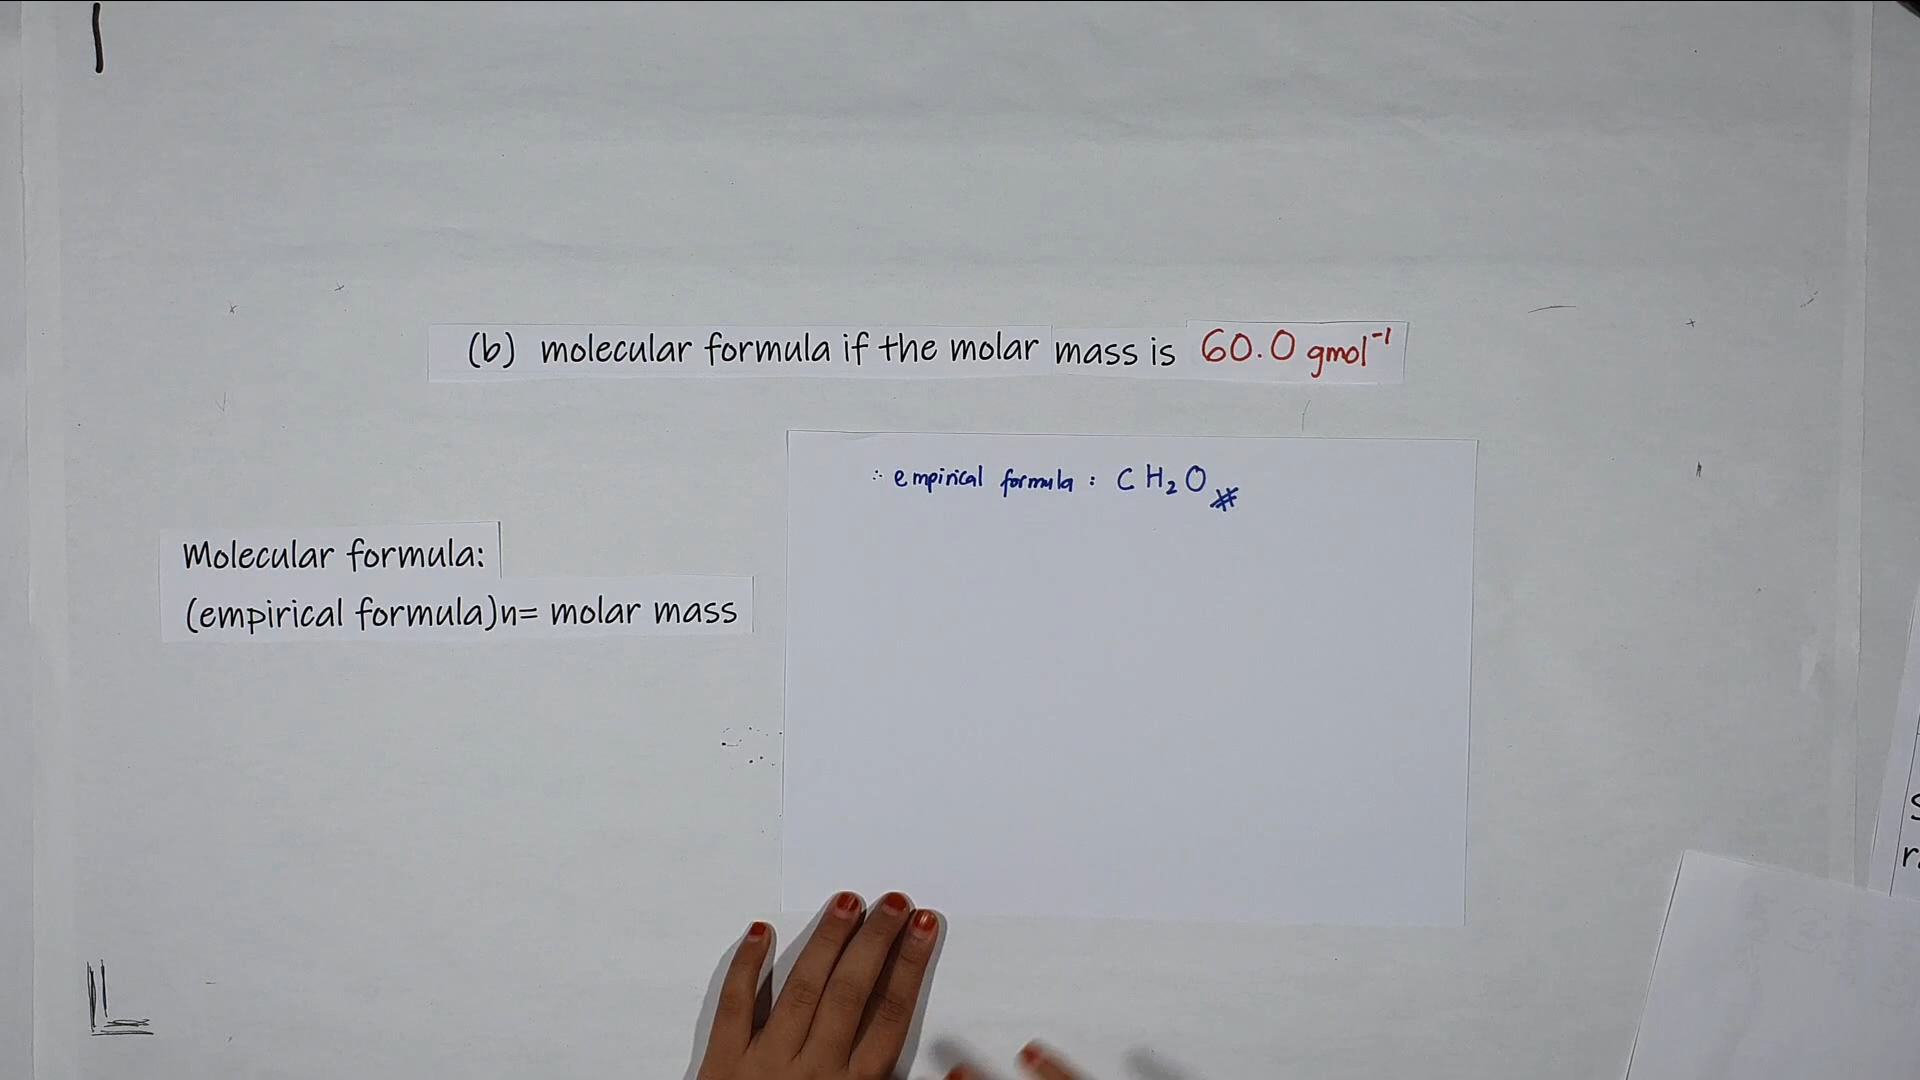 (b) molecular formula if the molar mass is 60.0 gmol⁻¹
∴ empirical formula : CH₂O
Molecular formula:
(empirical formula)n= molar mass